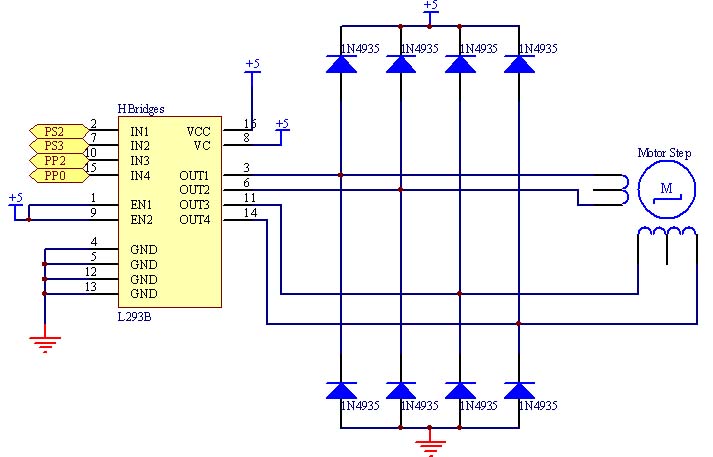 +5
1N4935 1N4935 1N4935 1N4935
+5
HBridges
+5
PS2 2 IN1 VCC 16
PS3 7 IN2 VC 8
PP2 10 IN3
PP0 15 IN4 OUT1 3
OUT2 6
+5 1 EN1 OUT3 11
9 EN2 OUT4 14
Motor Step
M
4 GND
5 GND
12 GND
13 GND
L293B
1N4935 1N4935 1N4935 1N4935